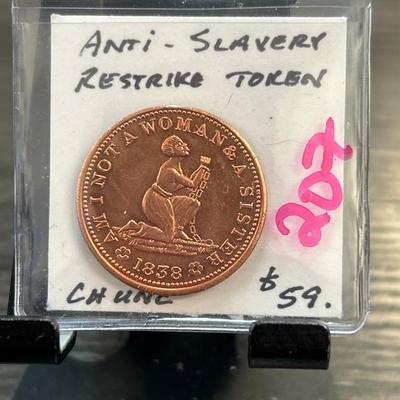 ANTI - SLAVERY
RESTRIKE TOKEN
AM I NOT A WOMAN & A SISTER
1838
207
CH UNC
$59.